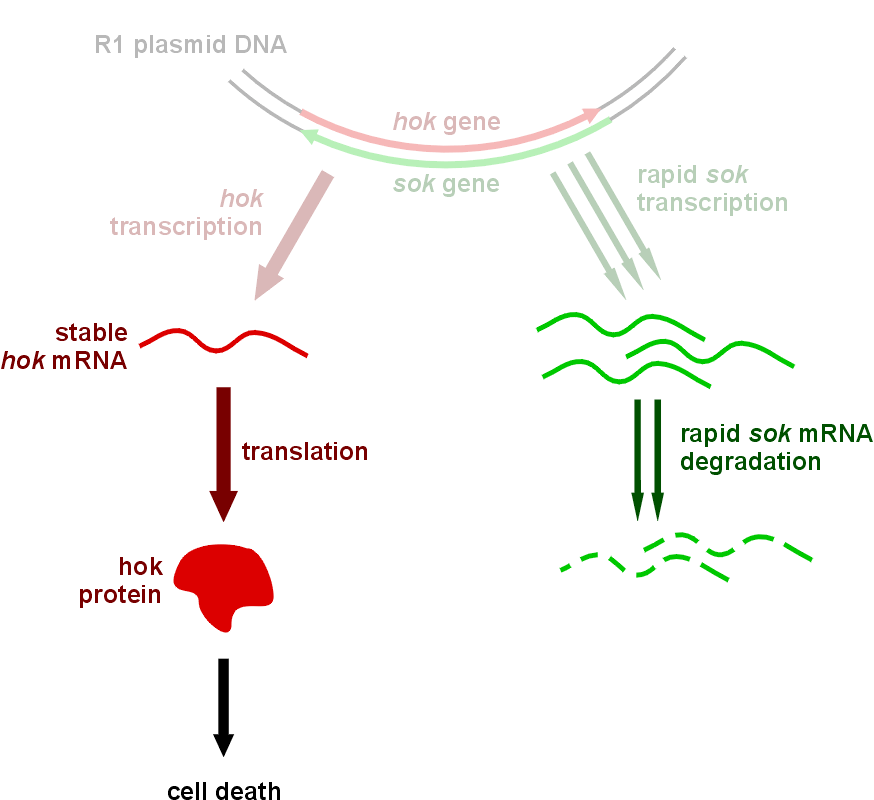 R1 plasmid DNA
hok gene
sok gene
hok
transcription
rapid sok
transcription
stable
hok mRNA
translation
rapid sok mRNA
degradation
hok
protein
cell death